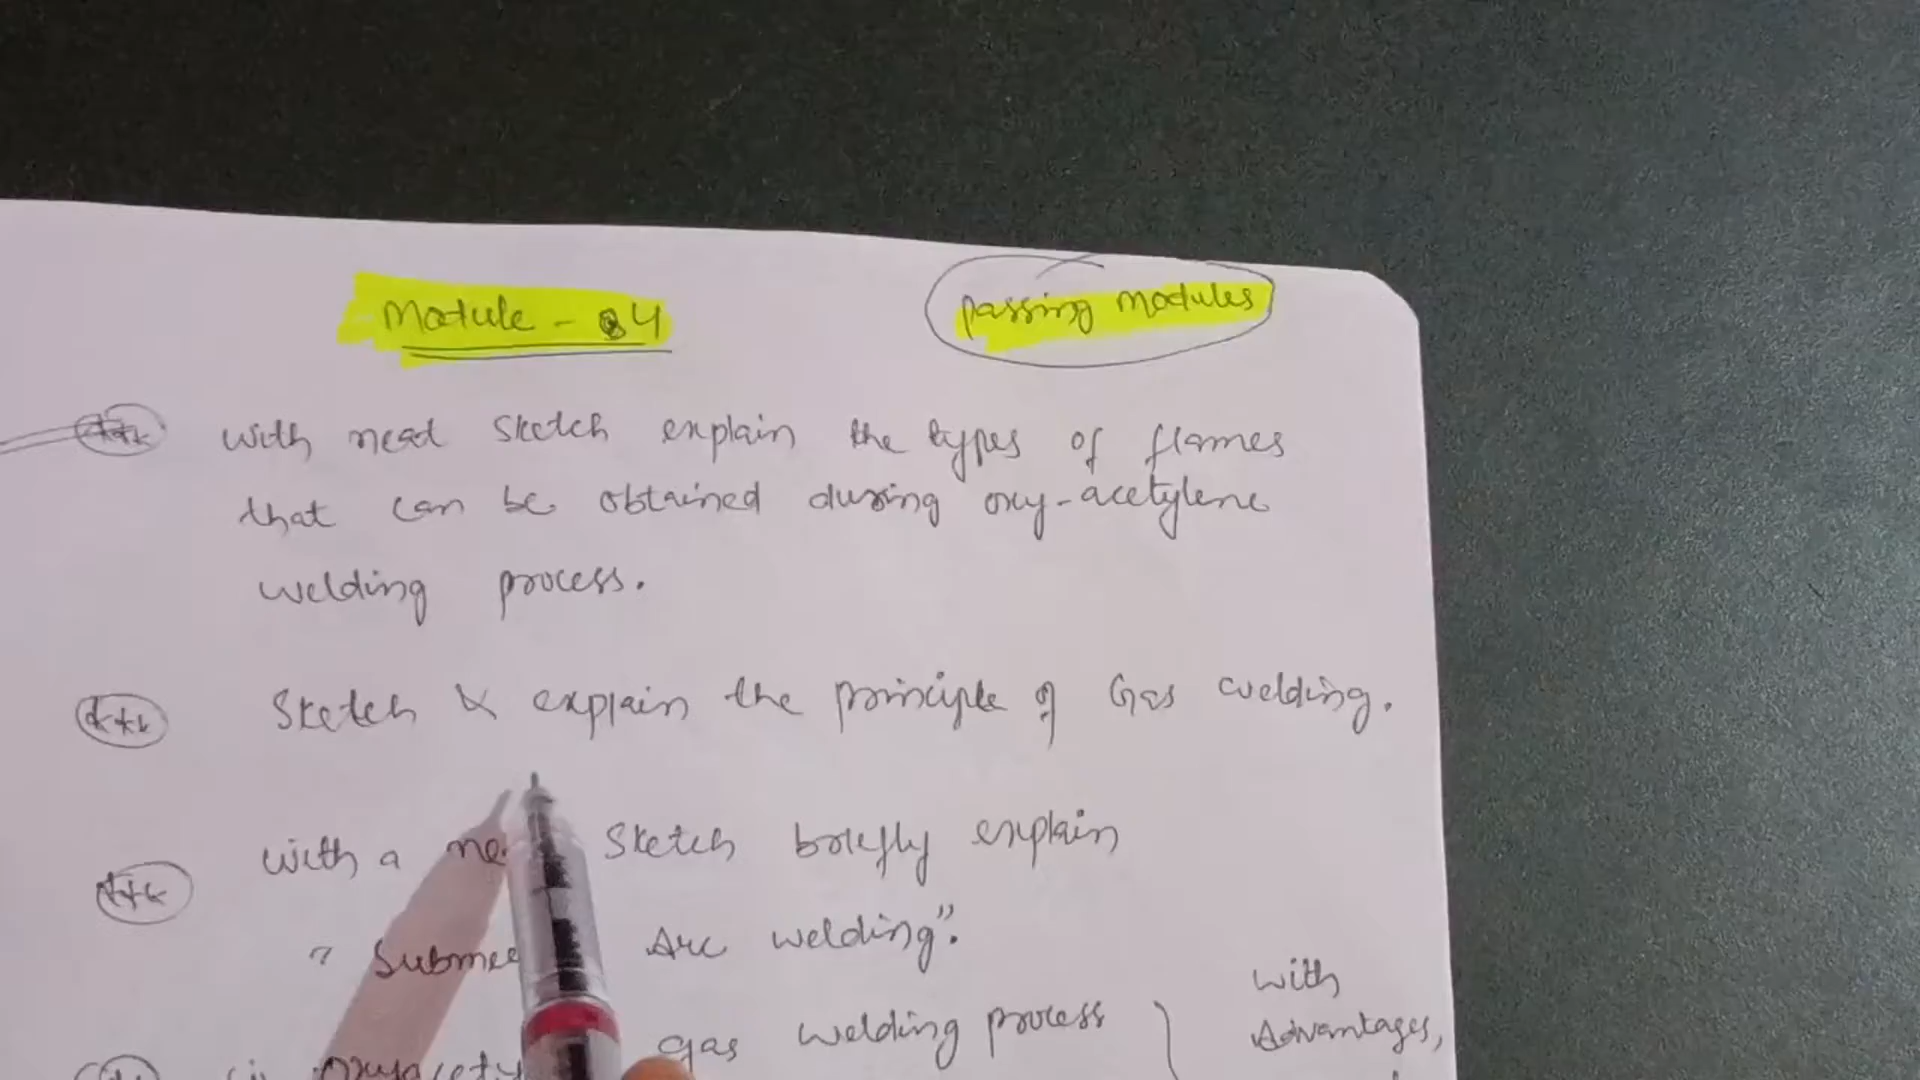 Module - 4
Passing Modules
*** with neat sketch explain the types of flames
that can be obtained during oxy-acetylene
welding process.
*** Sketch & explain the principle of Gas welding.
*** with a sketch briefly explain
" Arc welding".
gas welding process
with
Advantages,